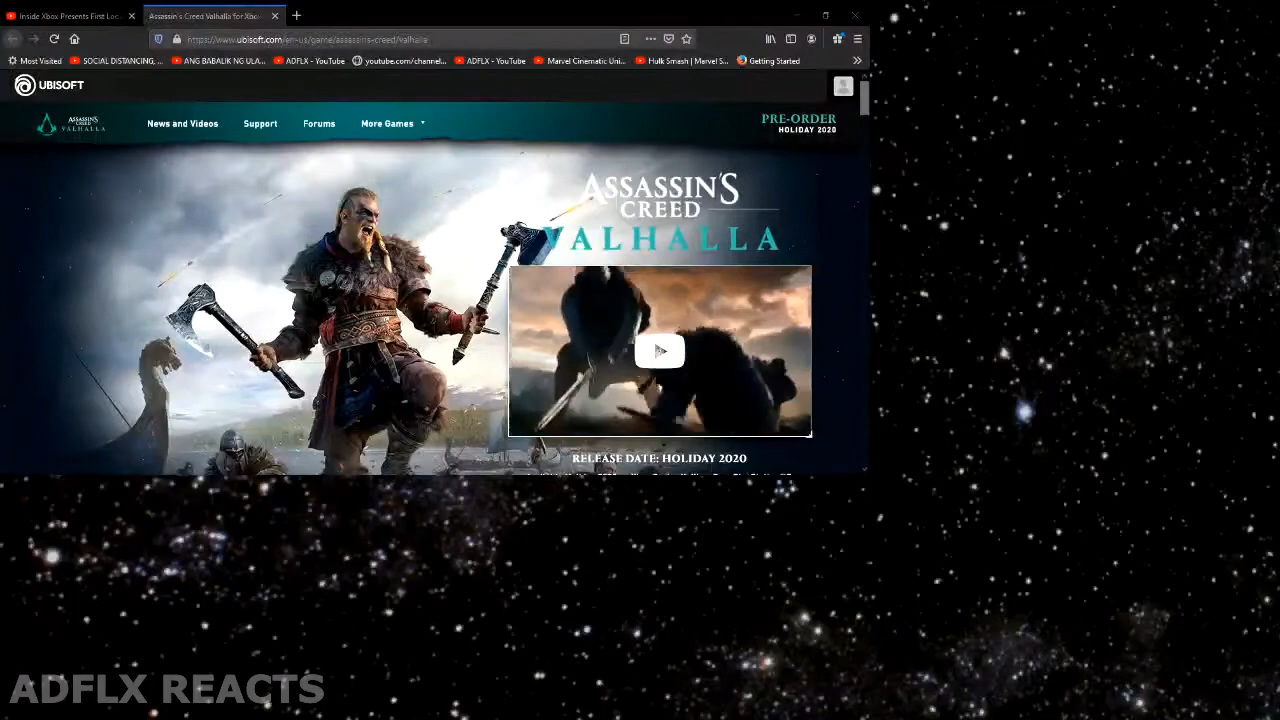 Inside Xbox Presents First Loo
Assassin's Creed Valhalla for Xbo
https://www.ubisoft.com/en-us/game/assassins-creed/valhalla
Most Visited
SOCIAL DISTANCING, ...
ANG BABALIK NG ULA...
ADFLX - YouTube
youtube.com/channel...
ADFLX - YouTube
Marvel Cinematic Uni...
Hulk Smash | Marvel S...
Getting Started
UBISOFT
ASSASSIN'S
CREED
VALHALLA
News and Videos
Support
Forums
More Games
PRE-ORDER
HOLIDAY 2020
ASSASSIN'S
CREED
VALHALLA
RELEASE DATE: HOLIDAY 2020
ADFLX REACTS